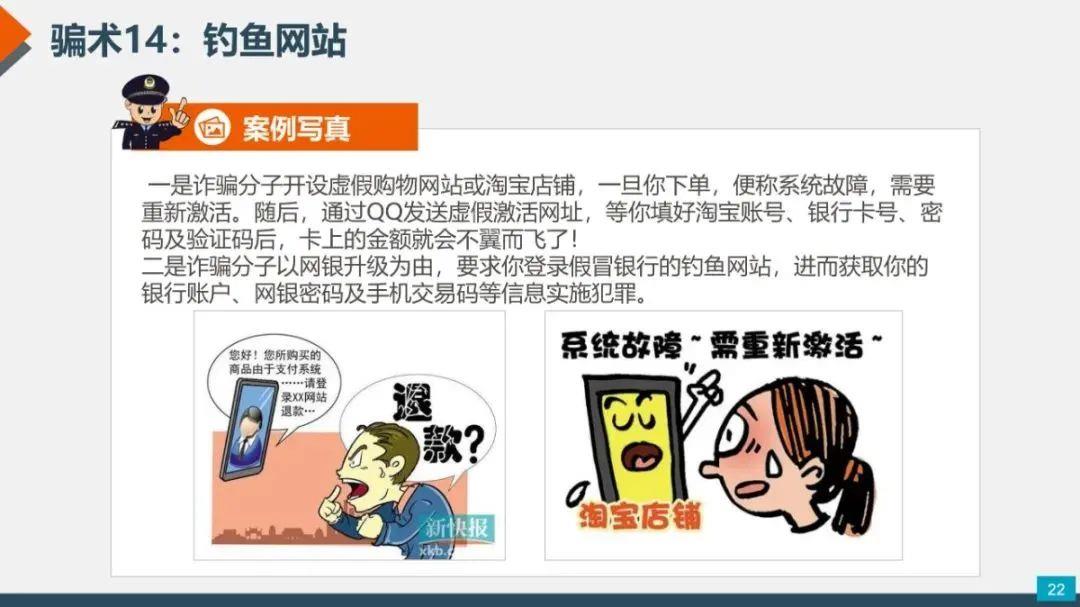 骗术14：钓鱼网站
案例写真
一是诈骗分子开设虚假购物网站或淘宝店铺，一旦你下单，便称系统故障，需要
重新激活。随后，通过QQ发送虚假激活网址，等你填好淘宝账号、银行卡号、密
码及验证码后，卡上的金额就会不翼而飞了！
二是诈骗分子以网银升级为由，要求你登录假冒银行的钓鱼网站，进而获取你的
银行账户、网银密码及手机交易码等信息实施犯罪。
您好！您所购买的
商品由于支付系统
……请登
录XX网站
退款…
退
款？
新快报
xkb.c
系统故障~需重新激活~
淘宝店铺
22